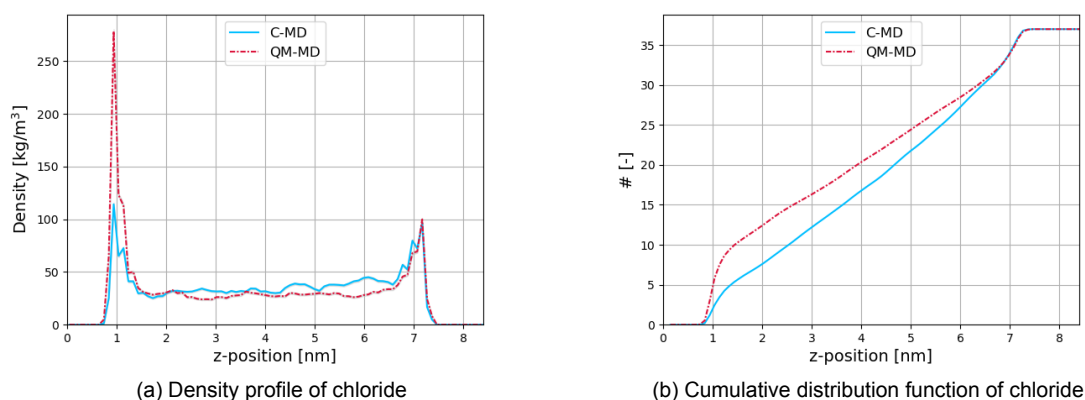 Density [kg/m³]
250
200
150
100
50
0
C-MD
QM-MD
0 1 2 3 4 5 6 7 8
z-position [nm]
(a) Density profile of chloride
# [-]
35
30
25
20
15
10
5
0
C-MD
QM-MD
0 1 2 3 4 5 6 7 8
z-position [nm]
(b) Cumulative distribution function of chloride